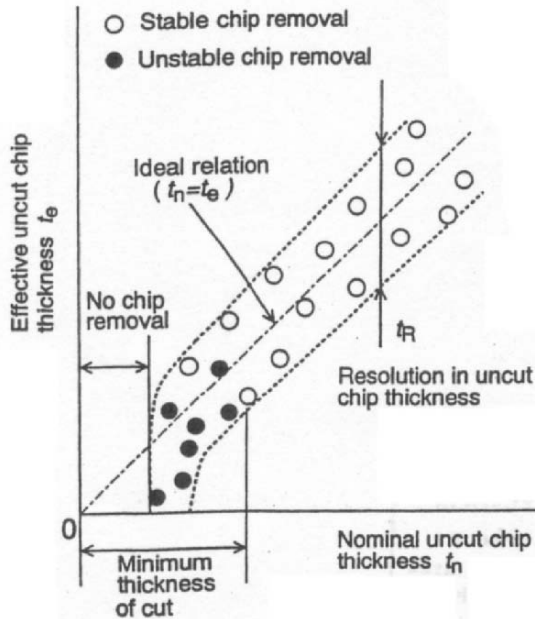 Stable chip removal
Unstable chip removal
Ideal relation
( tn=te )
Effective uncut chip
thickness te
No chip
removal
tR
Resolution in uncut
chip thickness
0
Nominal uncut chip
thickness tn
Minimum
thickness
of cut